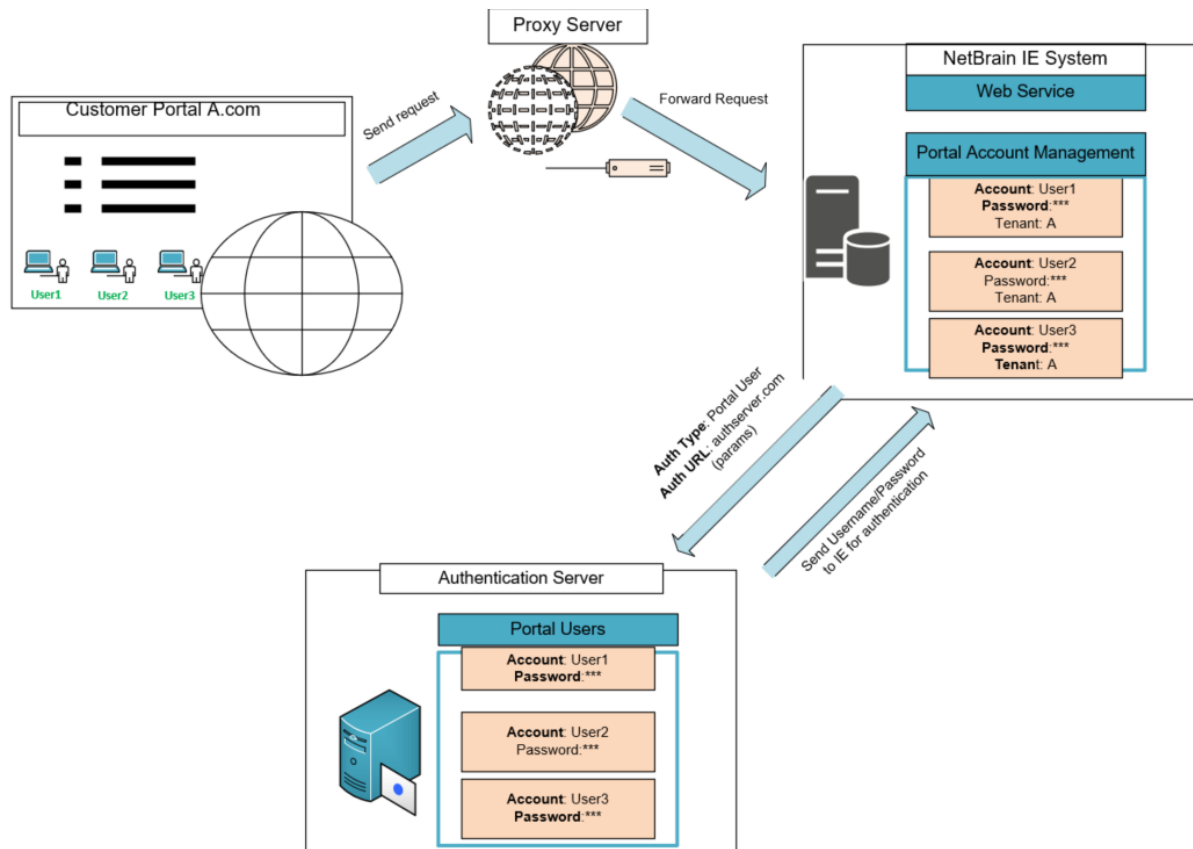 Proxy Server
Customer Portal A.com
User1
User2
User3
Send request
Forward Request
NetBrain IE System
Web Service
Portal Account Management
Account: User1
Password:***
Tenant: A
Account: User2
Password:***
Tenant: A
Account: User3
Password:***
Tenant: A
Auth Type: Portal User
Auth URL: authserver.com
(params)
Send Username/Password
to IE for authentication
Authentication Server
Portal Users
Account: User1
Password:***
Account: User2
Password:***
Account: User3
Password:***